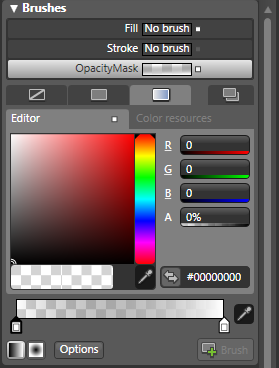 Brushes
Fill No brush
Stroke No brush
OpacityMask
Editor Color resources
R 0
G 0
B 0
A 0%
#00000000
Options Brush